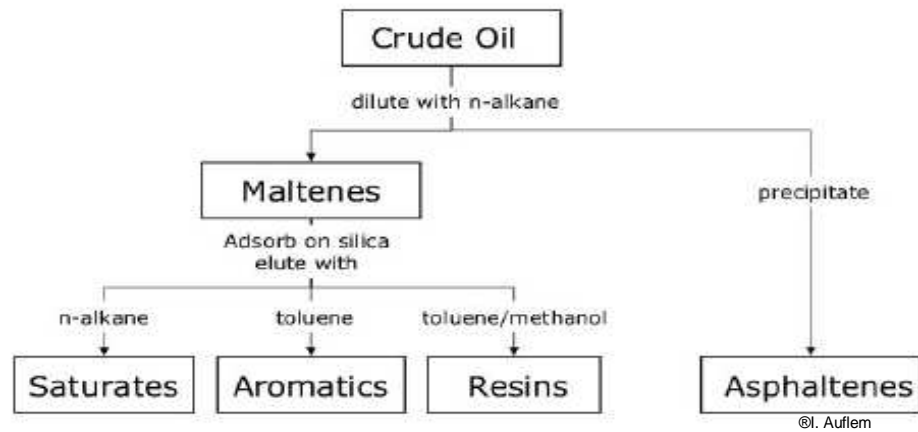 Crude Oil
dilute with n-alkane
Maltenes
precipitate
Adsorb on silica
elute with
n-alkane
toluene
toluene/methanol
Saturates
Aromatics
Resins
Asphaltenes
®I. Auflem